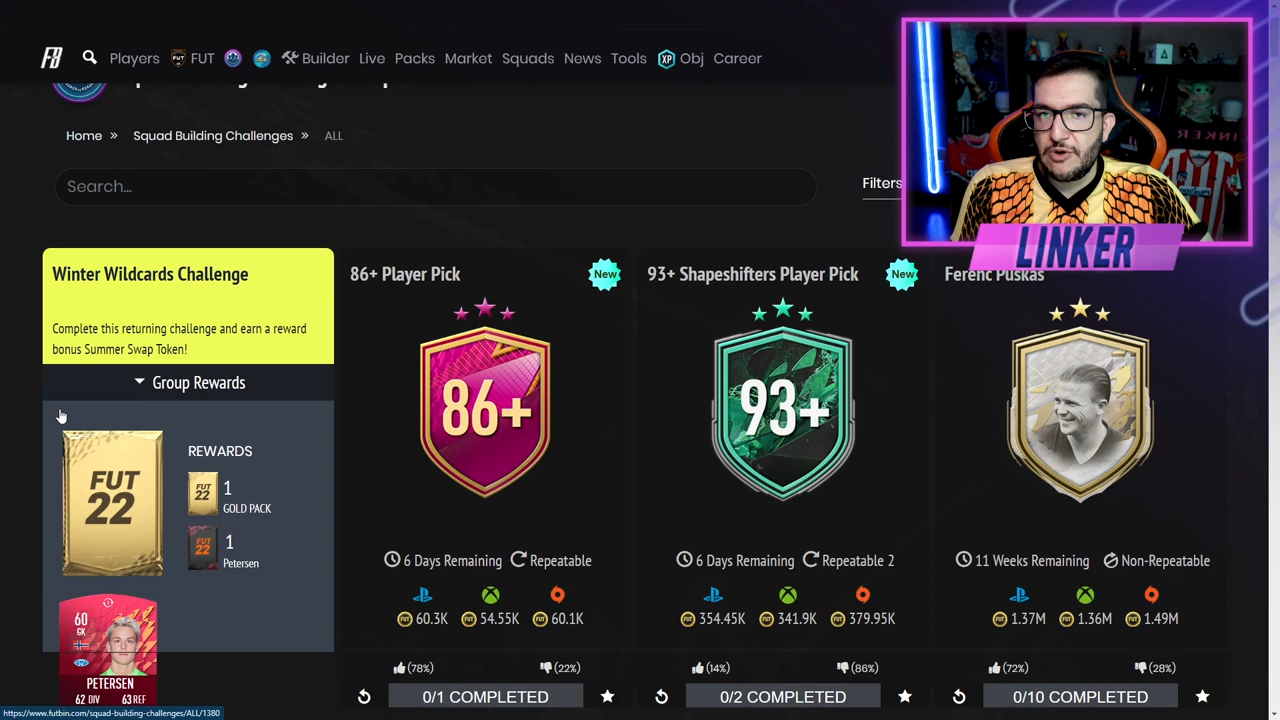 Players
FUT
Builder
Live
Packs
Market
Squads
News
Tools
XP
Obj
Career
Home » Squad Building Challenges » ALL
Search...
Filters
LINKER
Winter Wildcards Challenge
Complete this returning challenge and earn a reward
bonus Summer Swap Token!
Group Rewards
FUT
22
REWARDS
FUT
22
1
GOLD PACK
FUT
22
1
Petersen
60
GK
PETERSEN
62 DIV
63 REF
86+ Player Pick
New
86+
6 Days Remaining
Repeatable
60.3K
54.55K
60.1K
(78%)
(22%)
0/1 COMPLETED
93+ Shapeshifters Player Pick
New
93+
6 Days Remaining
Repeatable 2
354.45K
341.9K
379.95K
(14%)
(86%)
0/2 COMPLETED
Ferenc Puskas
11 Weeks Remaining
Non-Repeatable
1.37M
1.36M
1.49M
(72%)
(28%)
0/10 COMPLETED
https://www.futbin.com/squad-building-challenges/ALL/1380